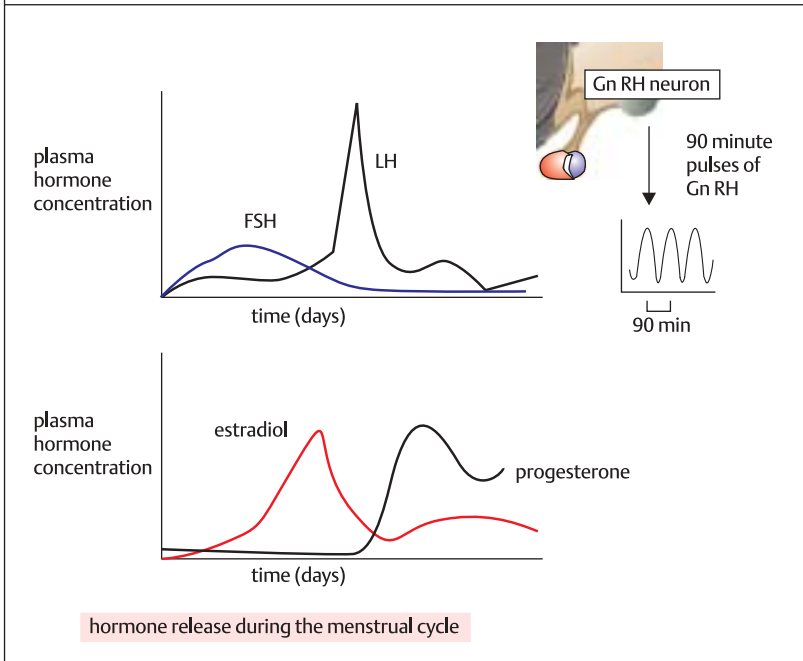 Gn RH neuron
90 minute
pulses of
Gn RH
90 min
plasma
hormone
concentration
LH
FSH
time (days)
plasma
hormone
concentration
estradiol
progesterone
time (days)
hormone release during the menstrual cycle